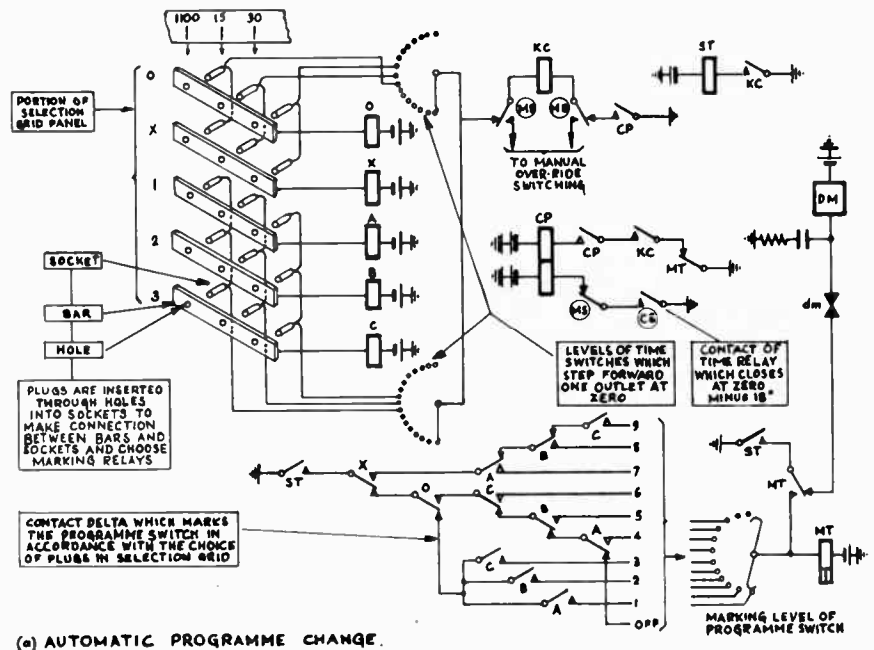 1100 15 30
O
X
1
2
3
PORTION OF
SELECTION
GRID PANEL
SOCKET
BAR
HOLE
PLUGS ARE INSERTED
THROUGH HOLES
INTO SOCKETS TO
MAKE CONNECTION
BETWEEN BARS AND
SOCKETS AND CHOOSE
MARKING RELAYS
O
X
A
B
C
KC
MS
MS
CP
TO MANUAL
OVER-RIDE
SWITCHING
ST
KC
CP
CP
KC
MT
MS
CS
LEVELS OF TIME
SWITCHES WHICH
STEP FORWARD
ONE OUTLET AT
ZERO
CONTACT OF
TIME RELAY
WHICH CLOSES
AT ZERO
MINUS 18"
DM
dm
ST
MT
MT
MARKING LEVEL OF
PROGRAMME SWITCH
ST
X
O
A
B
C
C
B
A
C
B
A
9
8
7
6
5
4
3
2
1
OFF
CONTACT DELTA WHICH MARKS
THE PROGRAMME SWITCH IN
ACCORDANCE WITH THE CHOICE
OF PLUGS IN SELECTION GRID
(a) AUTOMATIC PROGRAMME CHANGE.